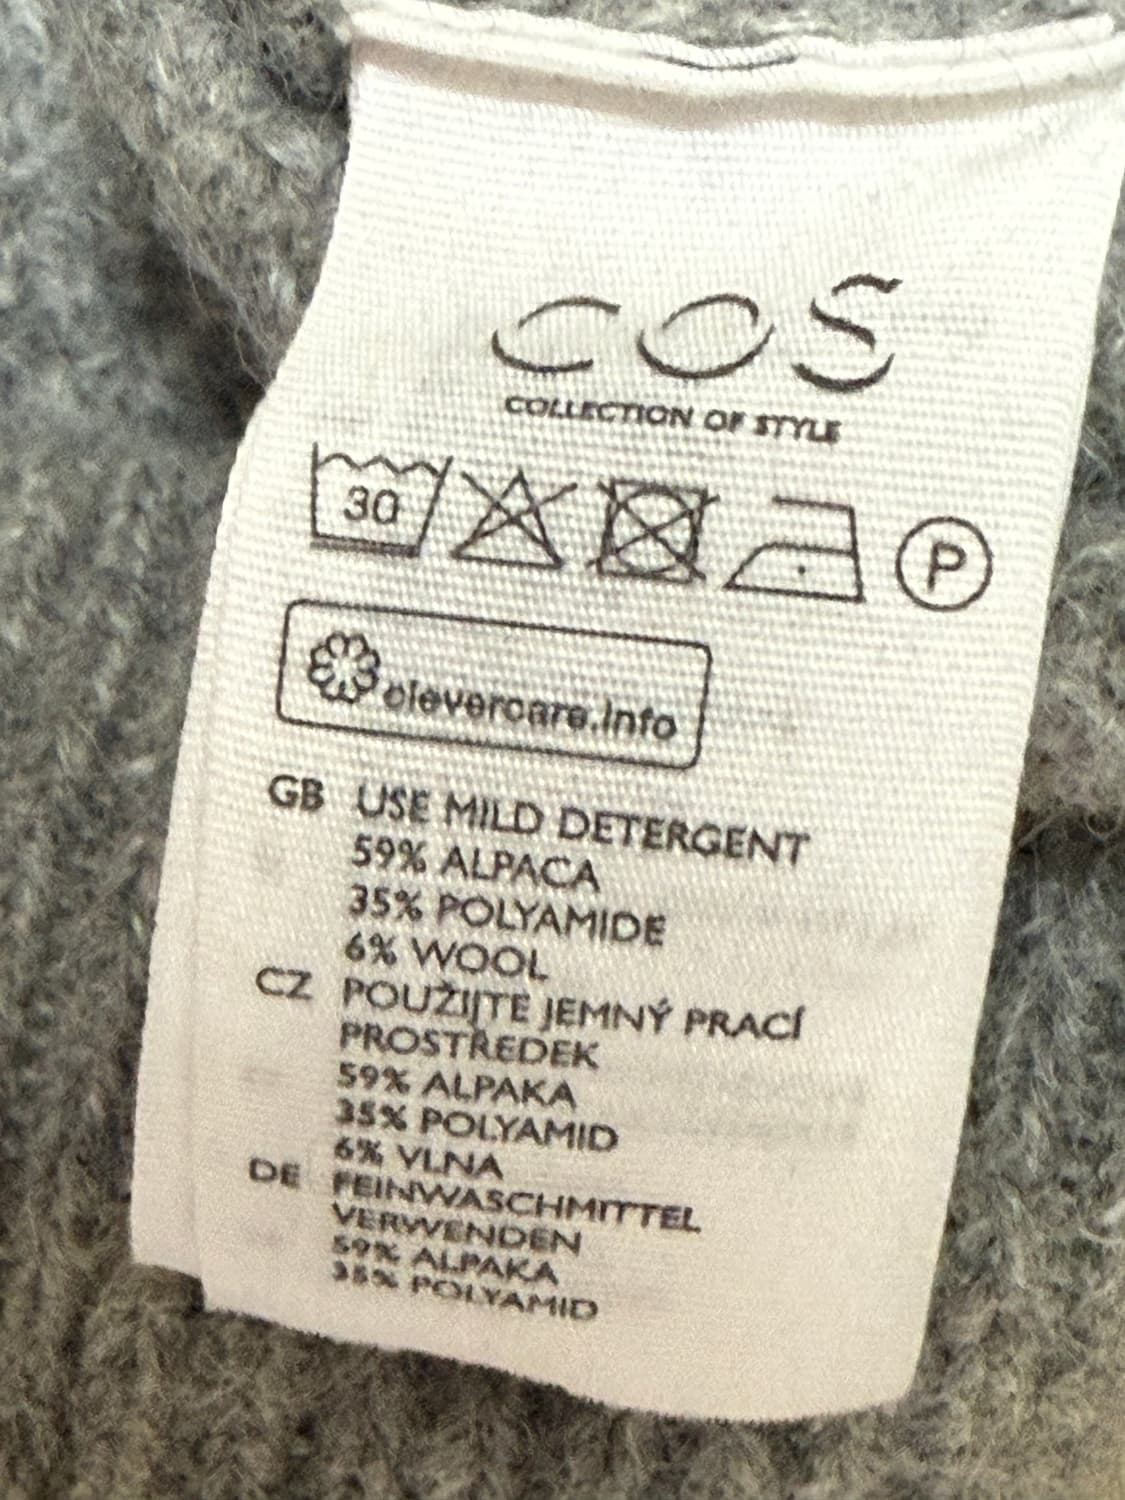 COS
COLLECTION OF STYLE
30
P
clevercare.info
GB USE MILD DETERGENT
59% ALPACA
35% POLYAMIDE
6% WOOL
CZ POUŽIJTE JEMNÝ PRACÍ
PROSTŘEDEK
59% ALPAKA
35% POLYAMID
6% VLNA
DE FEINWASCHMITTEL
VERWENDEN
59% ALPAKA
35% POLYAMID